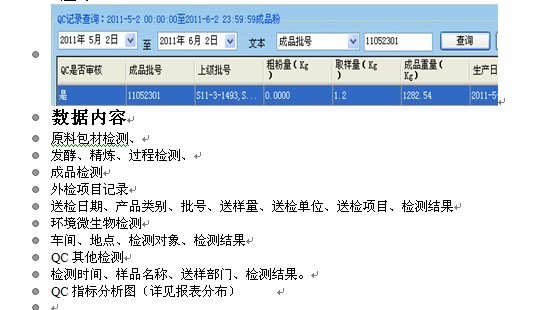 QC记录查询：2011-5-2 00:00:00至2011-6-2 23:59:59成品粉
2011年 5月 2日 至 2011年 6月 2日 文本 成品批号 11052301 查询
QC是否审核 成品批号 上级批号 粗粉量(Kg) 取样量(Kg) 成品重量(Kg) 生产日
是 11052301 S11-3-1493,S... 0.0000 1.2 1282.54 2011-5-
数据内容
原料包材检测、
发酵、精炼、过程检测、
成品检测
外检项目记录
送检日期、产品类别、批号、送样量、送检单位、送检项目、检测结果
环境微生物检测
车间、地点、检测对象、检测结果
QC 其他检测
检测时间、样品名称、送样部门、检测结果。
QC 指标分析图（详见报表分布）